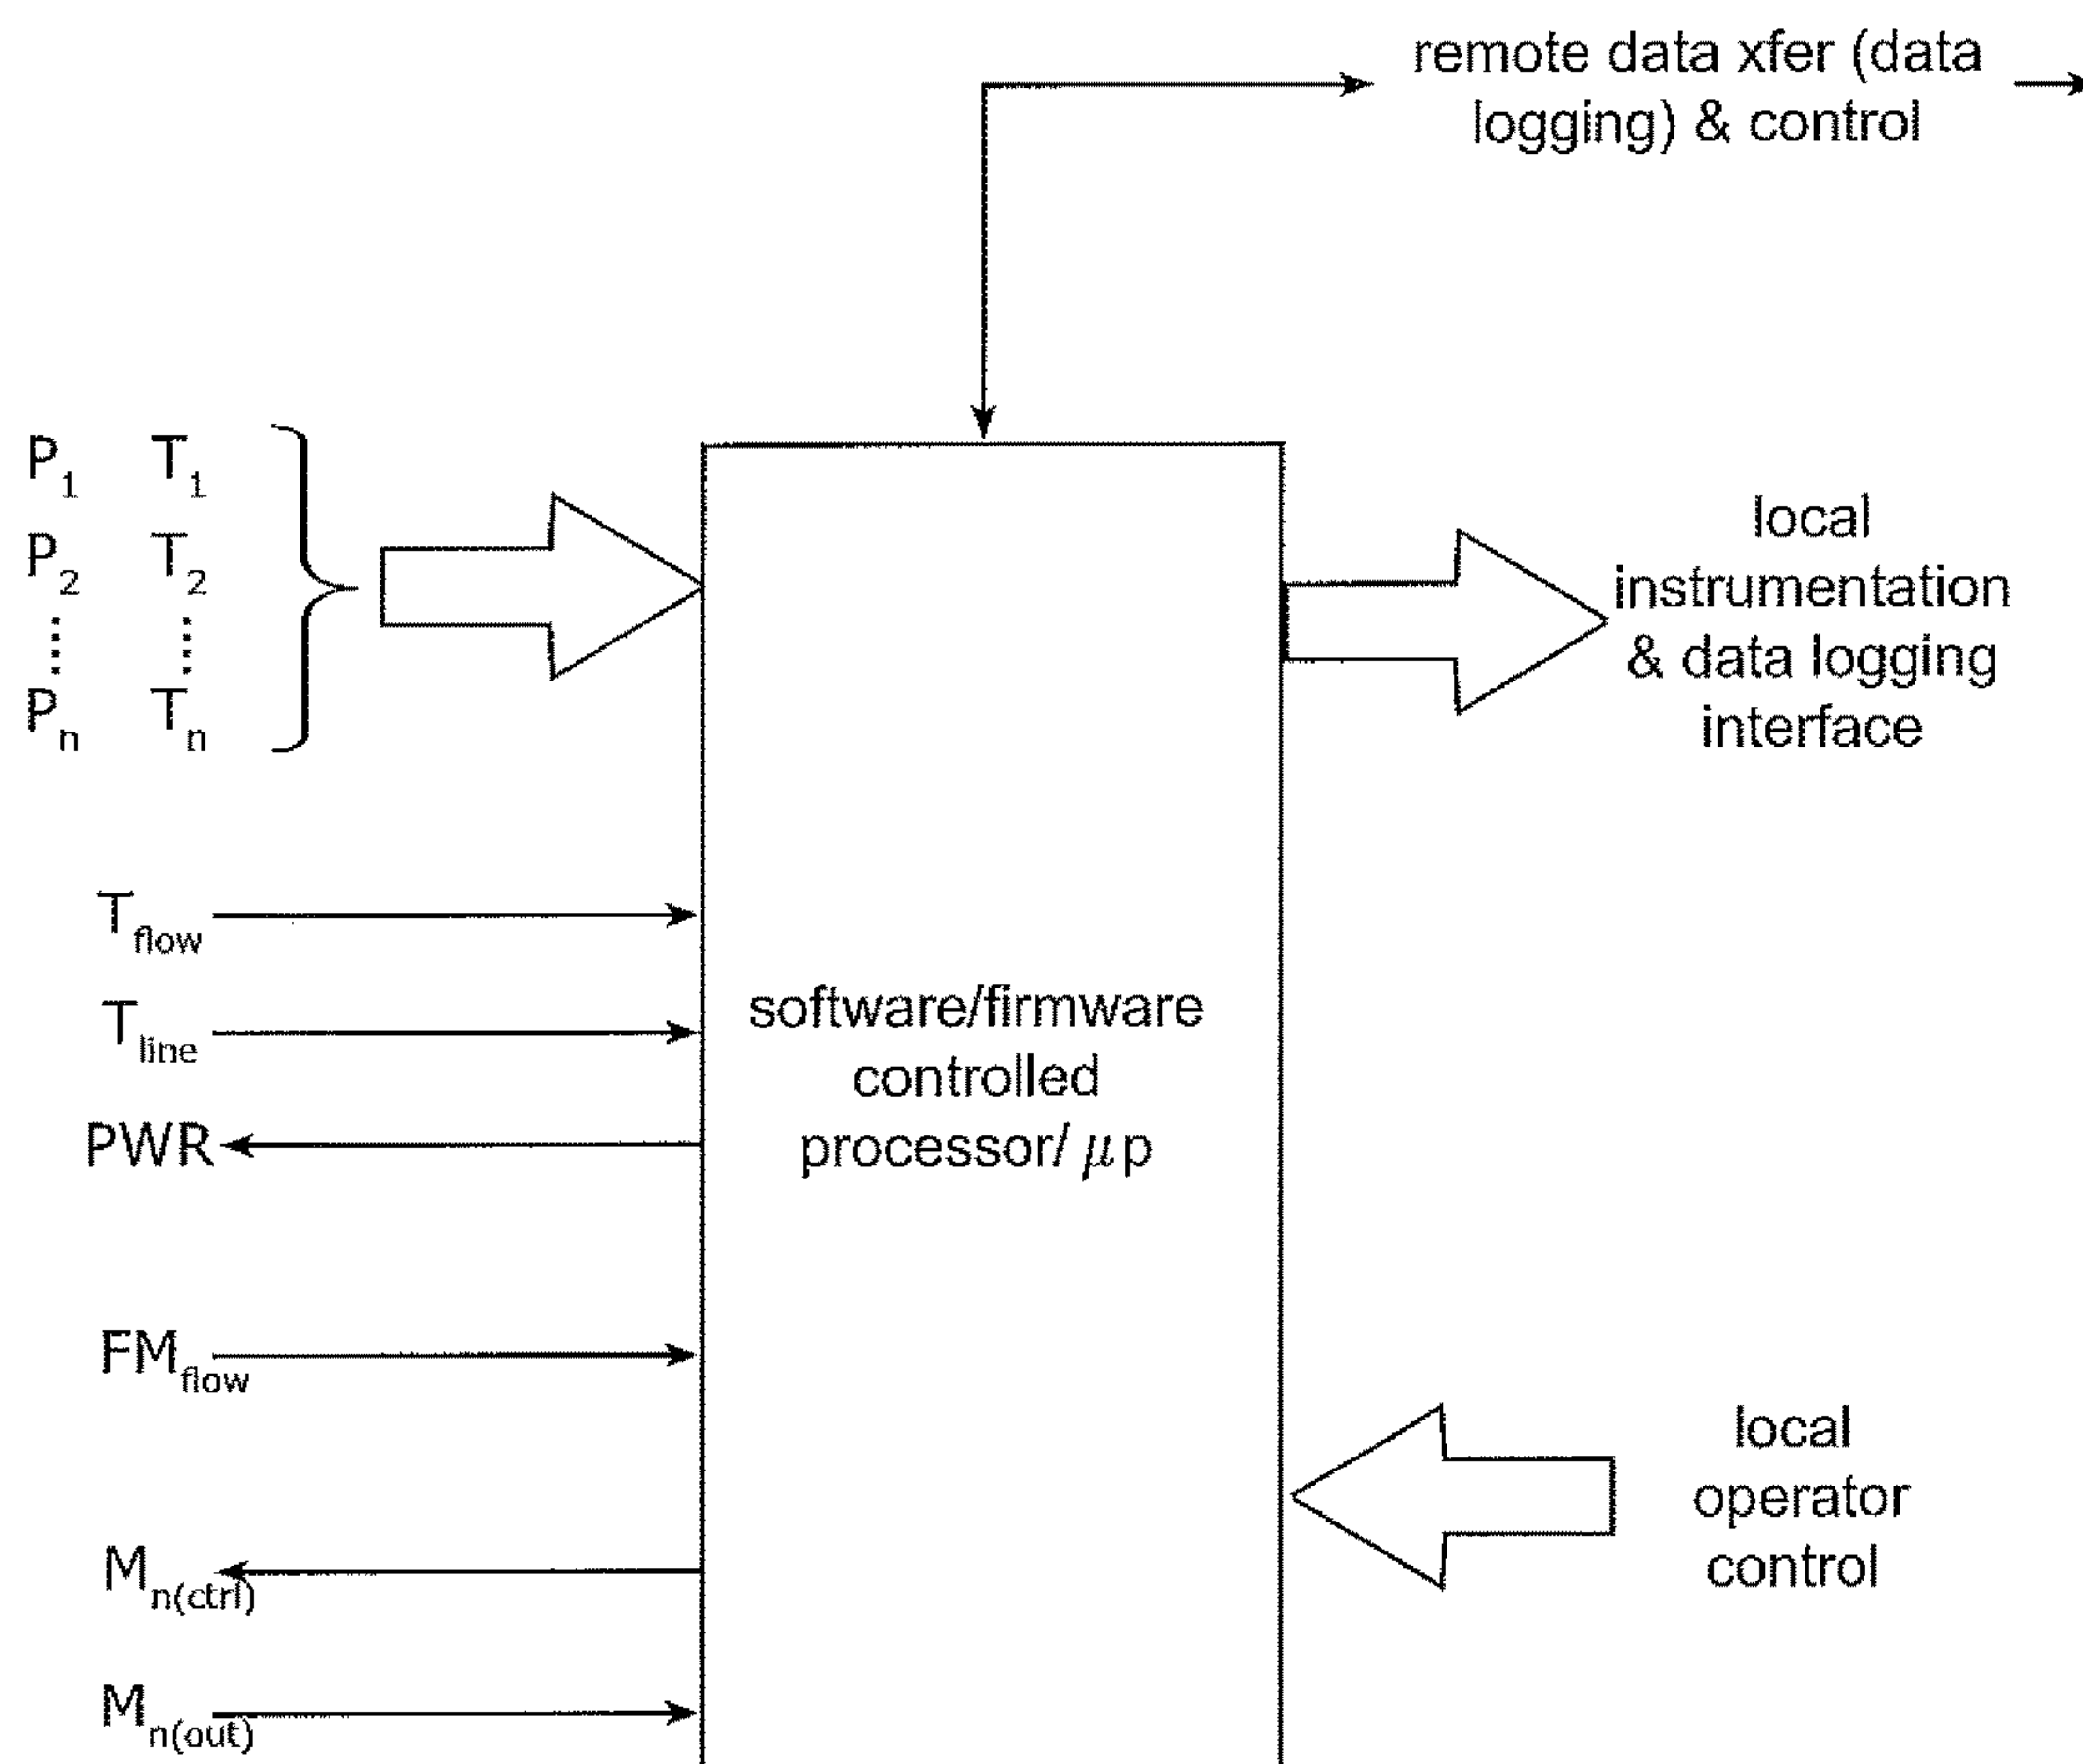 remote data xfer (data
logging) & control
P1 T1
P2 T2
Pn Tn
local
instrumentation
& data logging
interface
Tflow
Tline
software/firmware
controlled
processor/ μp
PWR
FMflow
local
operator
control
Mn(ctrl)
Mn(out)